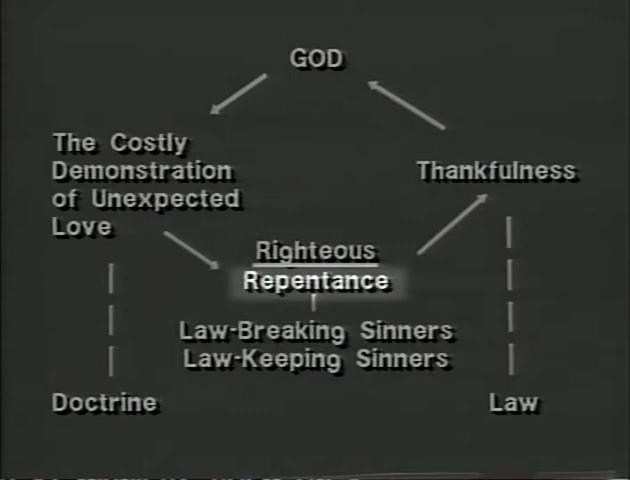 GOD
The Costly
Demonstration
of Unexpected
Love
Thankfulness
Righteous
Repentance
Law-Breaking Sinners
Law-Keeping Sinners
Doctrine
Law